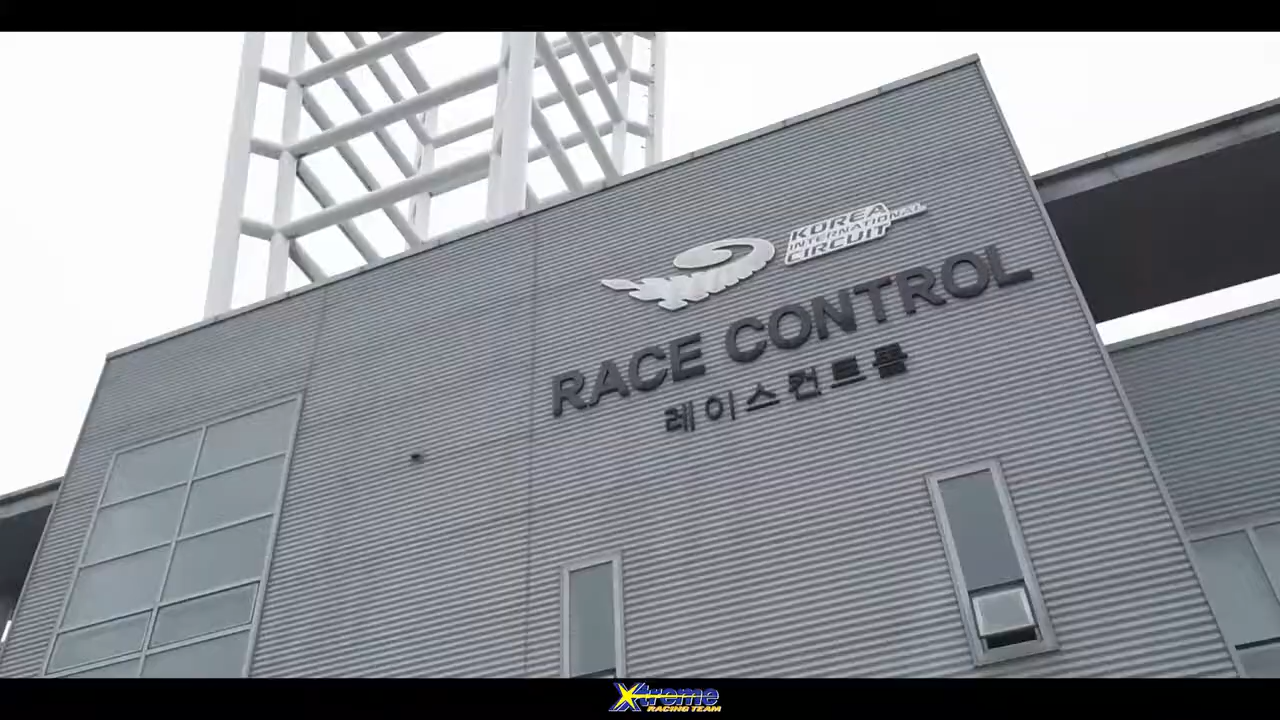 KOREA
INTERNATIONAL
CIRCUIT
RACE CONTROL
레이스컨트롤
Xtreme
RACING TEAM